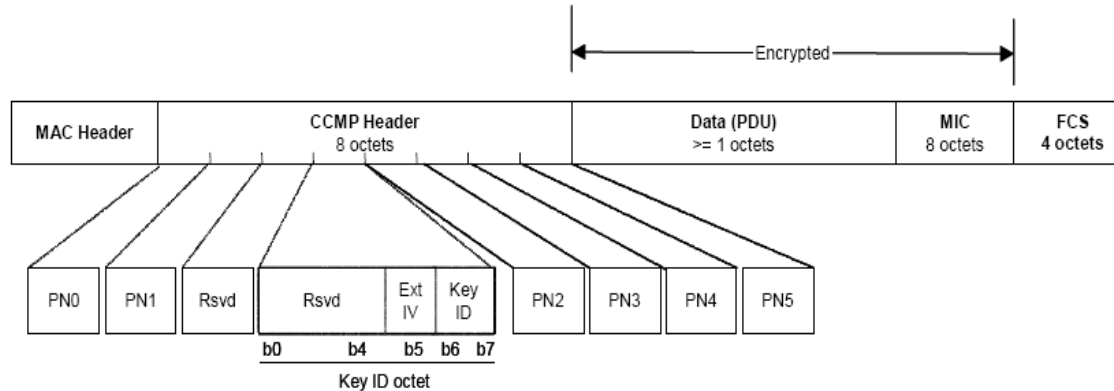 Encrypted
MAC Header
CCMP Header
8 octets
Data (PDU)
>= 1 octets
MIC
8 octets
FCS
4 octets
PN0
PN1
Rsvd
Rsvd
Ext
IV
Key
ID
PN2
PN3
PN4
PN5
b0 b4 b5 b6 b7
Key ID octet